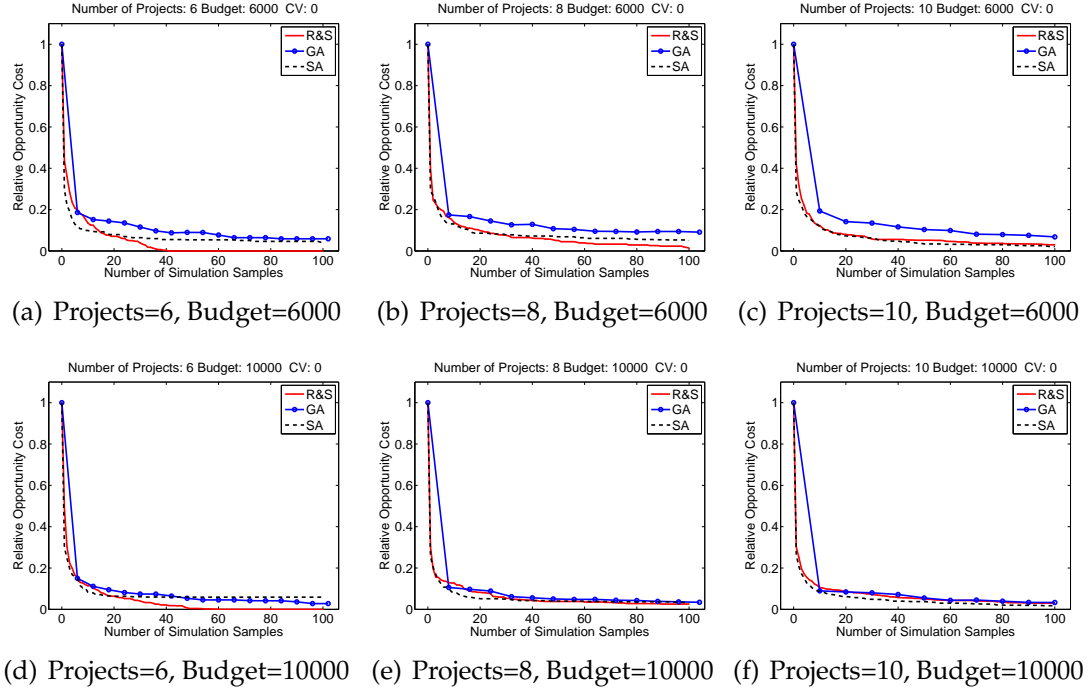 Number of Projects: 6 Budget: 6000 CV: 0
1
0.8
0.6
0.4
0.2
0
Relative Opportunity Cost
R&S
GA
SA
0 20 40 60 80 100
Number of Simulation Samples
(a) Projects=6, Budget=6000
Number of Projects: 8 Budget: 6000 CV: 0
1
0.8
0.6
0.4
0.2
0
Relative Opportunity Cost
R&S
GA
SA
0 20 40 60 80 100
Number of Simulation Samples
(b) Projects=8, Budget=6000
Number of Projects: 10 Budget: 6000 CV: 0
1
0.8
0.6
0.4
0.2
0
Relative Opportunity Cost
R&S
GA
SA
0 20 40 60 80 100
Number of Simulation Samples
(c) Projects=10, Budget=6000
Number of Projects: 6 Budget: 10000 CV: 0
1
0.8
0.6
0.4
0.2
0
Relative Opportunity Cost
R&S
GA
SA
0 20 40 60 80 100
Number of Simulation Samples
(d) Projects=6, Budget=10000
Number of Projects: 8 Budget: 10000 CV: 0
1
0.8
0.6
0.4
0.2
0
Relative Opportunity Cost
R&S
GA
SA
0 20 40 60 80 100
Number of Simulation Samples
(e) Projects=8, Budget=10000
Number of Projects: 10 Budget: 10000 CV: 0
1
0.8
0.6
0.4
0.2
0
Relative Opportunity Cost
R&S
GA
SA
0 20 40 60 80 100
Number of Simulation Samples
(f) Projects=10, Budget=10000